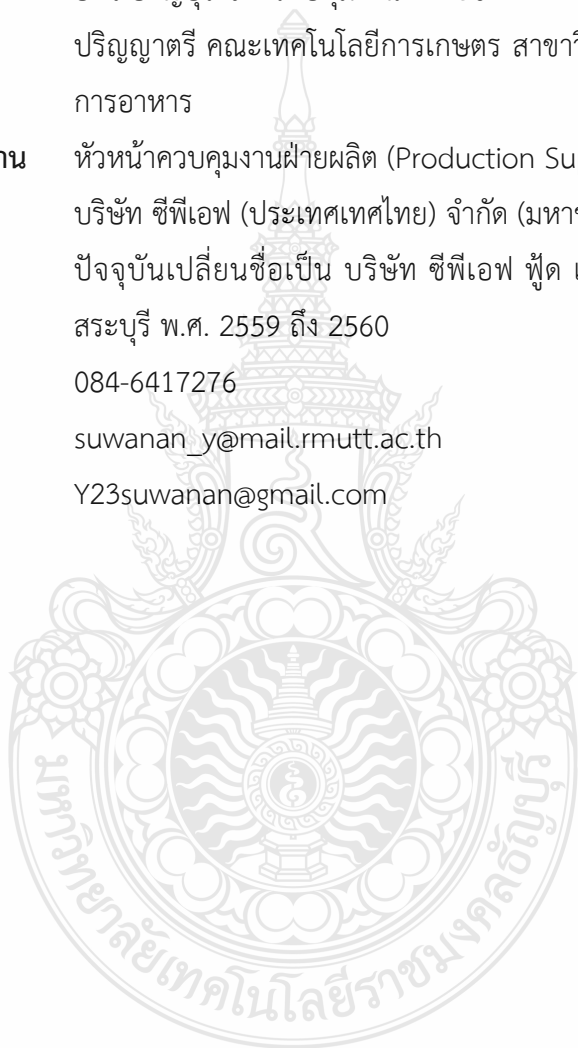 ปริญญาตรี คณะเทคโนโลยีการเกษตร
การอาหาร
าน หัวหน้าควบคุมงานฝ่ายผลิต (Production Su
บริษัท ซีพีเอฟ (ประเทศเทศไทย) จำกัด
ปัจจุบันเปลี่ยนชื่อเป็น บริษัท ซีพีเอฟ ฟู้ด
สระบุรี พ.ศ. 2559 ถึง 2560
084-6417276
suwanan_y@mail.rmutt.ac.th
Y23suwanan@gmail.com
มหาวิทยาลัยเทคโนโลยีราชมงคลธัญบุรี